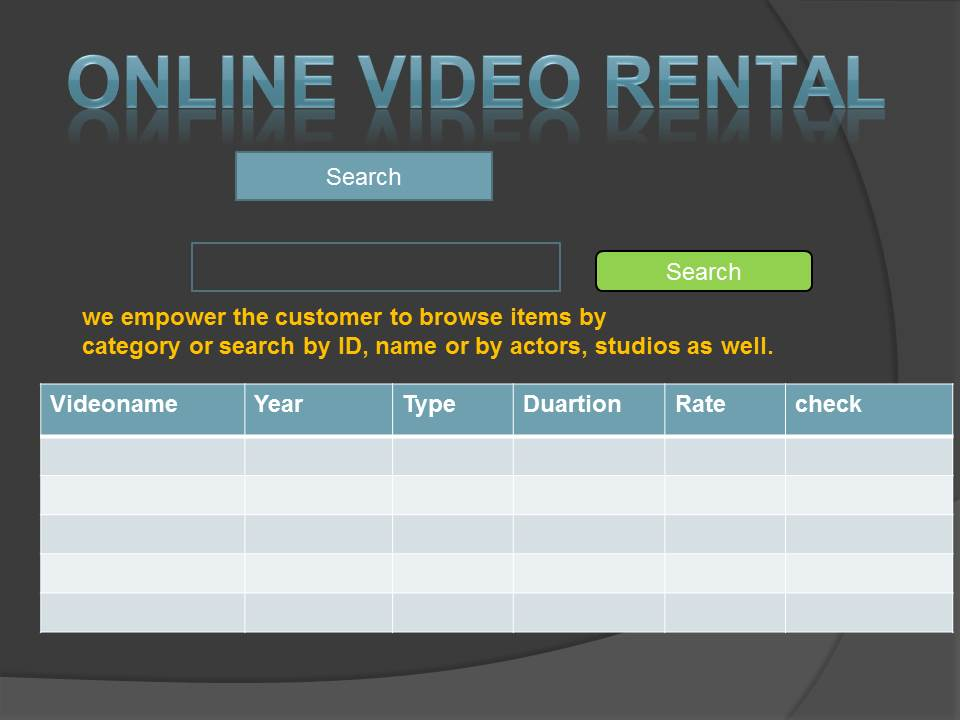 ONLINE VIDEO RENTAL
Search
Search
we empower the customer to browse items by
category or search by ID, name or by actors, studios as well.
Videoname Year Type Duartion Rate check